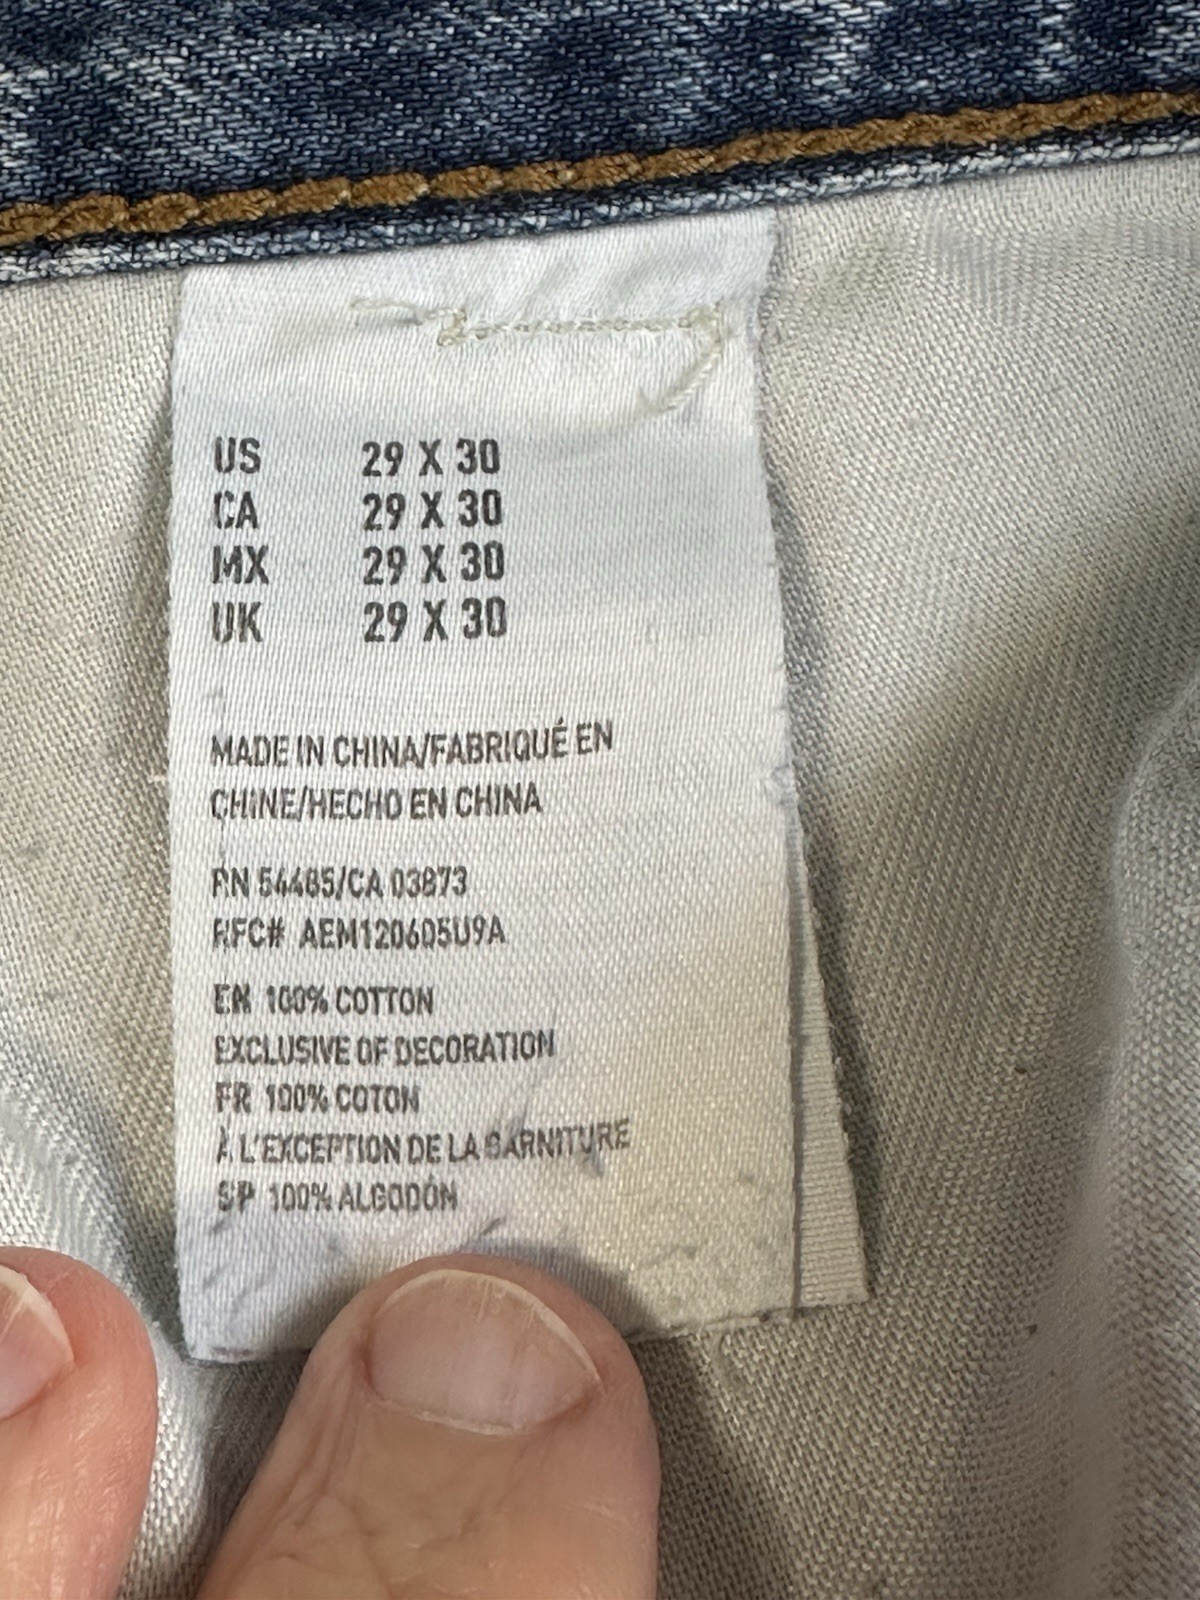 US 29 X 30
CA 29 X 30
MX 29 X 30
UK 29 X 30
MADE IN CHINA/FABRIQUÉ EN
CHINE/HECHO EN CHINA
RN 54485/CA 03873
RFC# AEM120605U9A
EN 100% COTTON
EXCLUSIVE OF DECORATION
FR 100% COTON
À L'EXCEPTION DE LA GARNITURE
SP 100% ALGODÓN